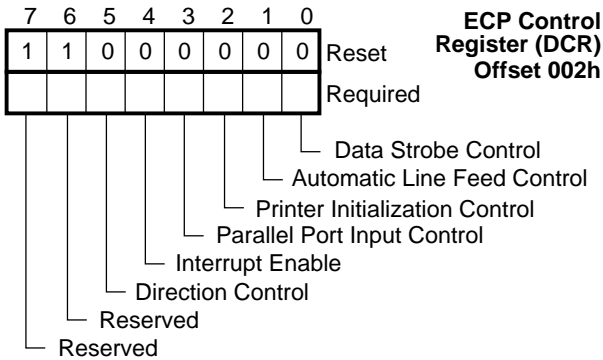 7 6 5 4 3 2 1 0
ECP Control
Register (DCR)
Offset 002h
1 1 0 0 0 0 0 0 Reset
Required
Data Strobe Control
Automatic Line Feed Control
Printer Initialization Control
Parallel Port Input Control
Interrupt Enable
Direction Control
Reserved
Reserved